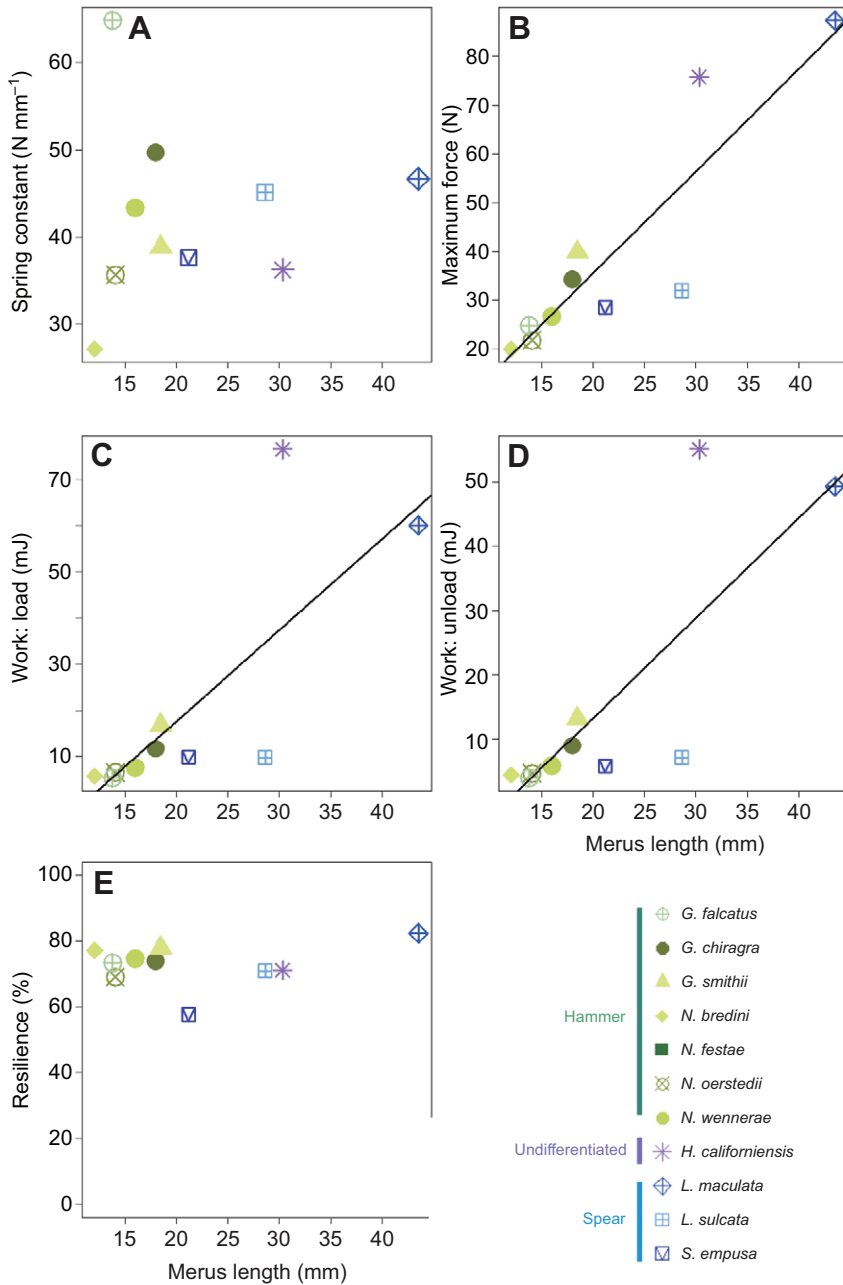 A
Spring constant (N mm⁻¹)
60
50
40
30
15 20 25 30 35 40
B
Maximum force (N)
80
70
60
50
40
30
20
15 20 25 30 35 40
C
Work: load (mJ)
70
50
30
10
15 20 25 30 35 40
D
Work: unload (mJ)
50
40
30
20
10
15 20 25 30 35 40
Merus length (mm)
E
Resilience (%)
100
80
60
40
20
0
15 20 25 30 35 40
Merus length (mm)
Hammer
G. falcatus
G. chiragra
G. smithii
N. bredini
N. festae
N. oerstedii
N. wennerae
Undifferentiated
H. californiensis
Spear
L. maculata
L. sulcata
S. empusa